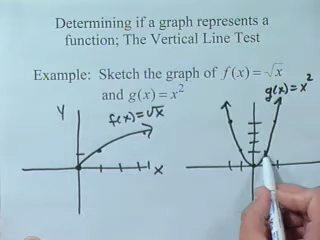 Determining if a graph represents a
function; The Vertical Line Test
Example: Sketch the graph of f(x) = √x
and g(x) = x²
Y
f(x)=√x
X
g(x)=x²